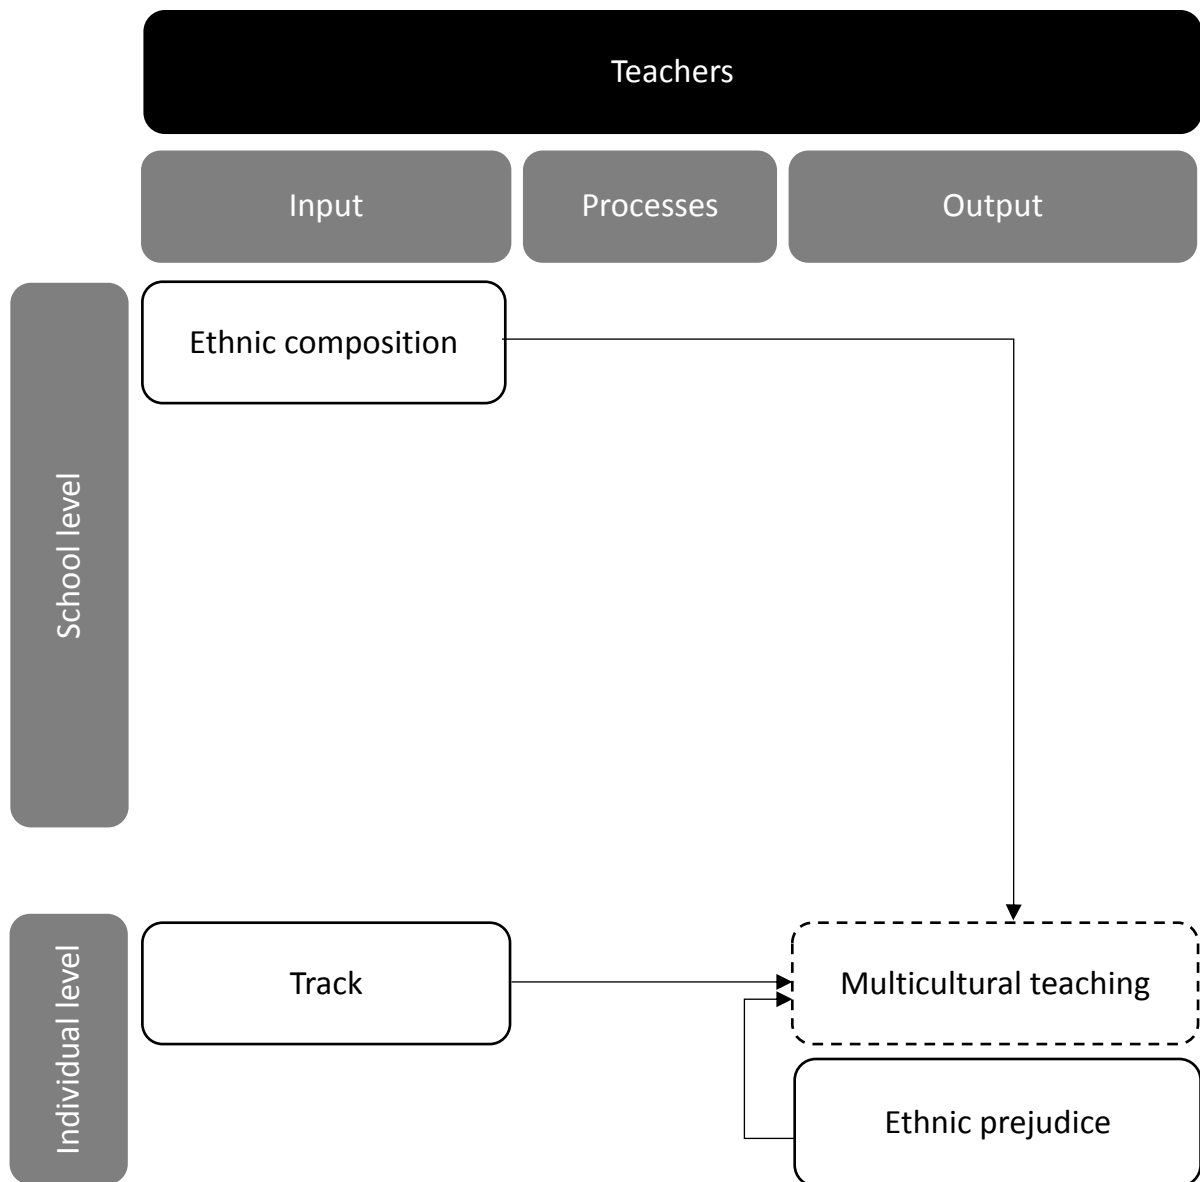 Teachers
Input
Processes
Output
School level
Ethnic composition
Individual level
Track
Multicultural teaching
Ethnic prejudice